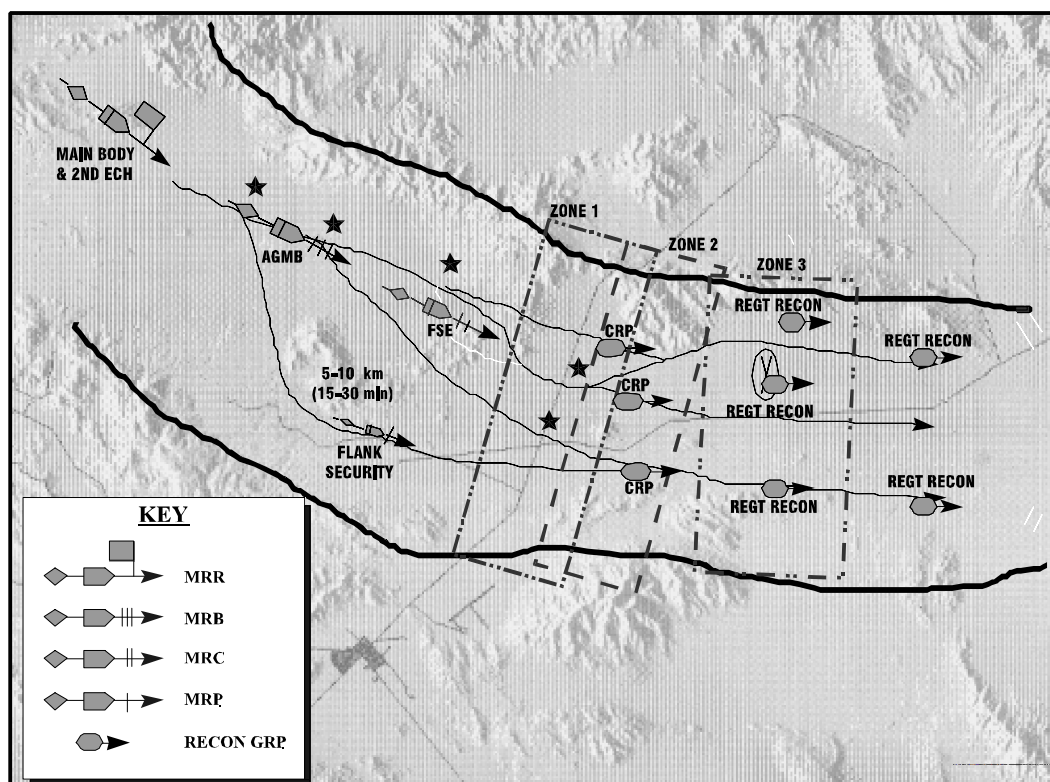 MAIN BODY
& 2ND ECH
AGMB
FSE
5-10 km
(15-30 min)
FLANK
SECURITY
ZONE 1
ZONE 2
ZONE 3
CRP
CRP
CRP
REGT RECON
REGT RECON
REGT RECON
REGT RECON
REGT RECON
KEY
MRR
MRB
MRC
MRP
RECON GRP.